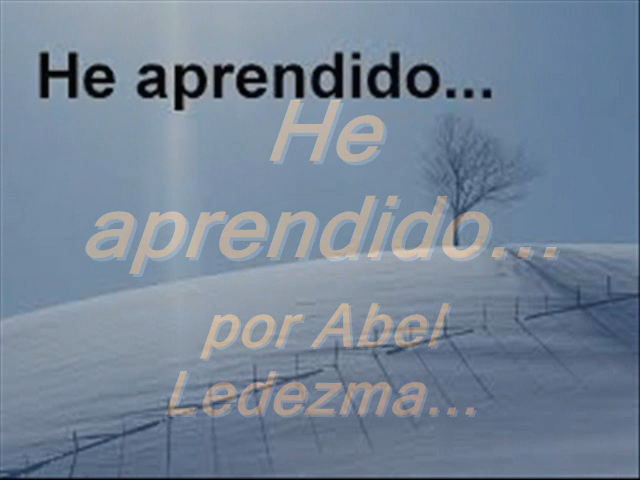 He aprendido...
He
aprendido...
por Abel
Ledezma...